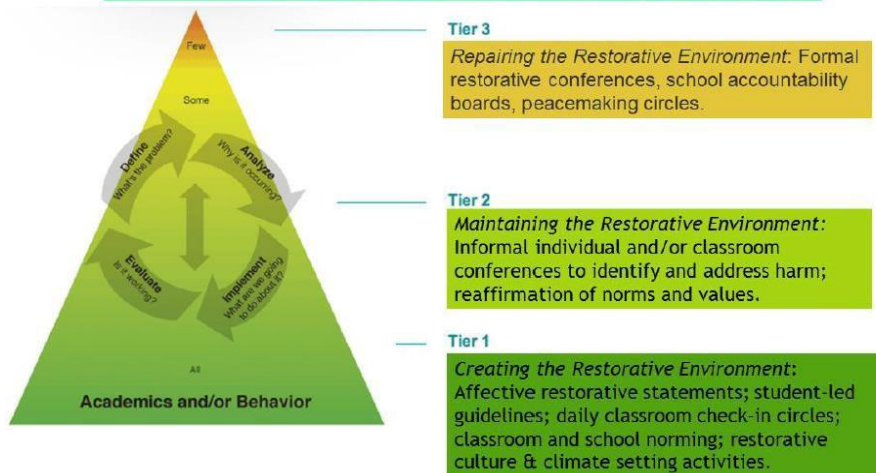 Few
Some
Define
What's the problem?
Analyze
Why is it occurring?
Implement
What are we going
to do about it?
Evaluate
Is it working?
All
Academics and/or Behavior
Tier 3
Repairing the Restorative Environment: Formal
restorative conferences, school accountability
boards, peacemaking circles.
Tier 2
Maintaining the Restorative Environment:
Informal individual and/or classroom
conferences to identify and address harm;
reaffirmation of norms and values.
Tier 1
Creating the Restorative Environment:
Affective restorative statements; student-led
guidelines; daily classroom check-in circles;
classroom and school norming; restorative
culture & climate setting activities.